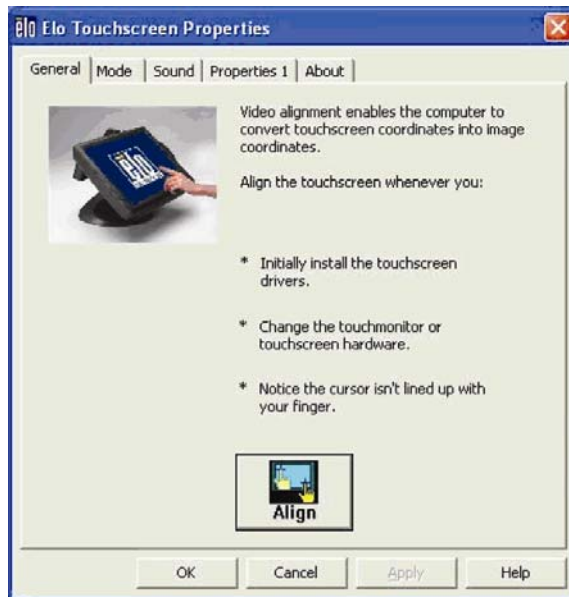 elo Elo Touchscreen Properties
General Mode Sound Properties 1 About
Video alignment enables the computer to
convert touchscreen coordinates into image
coordinates.
Align the touchscreen whenever you:
elo
* Initially install the touchscreen
drivers.
* Change the touchmonitor or
touchscreen hardware.
* Notice the cursor isn't lined up with
your finger.
Align
OK Cancel Apply Help